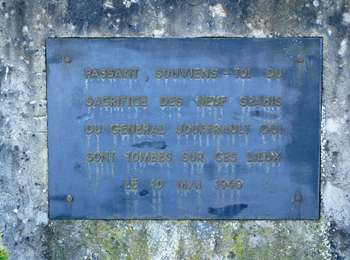 PASSANT SOUVIENS-TOI DU
SACRIFICE DES NEUF SPAHIS
DU GENERAL JOUFFRAULT QUI
SONT TOMBES SUR CES LIEUX
LE 10 MAI 1940